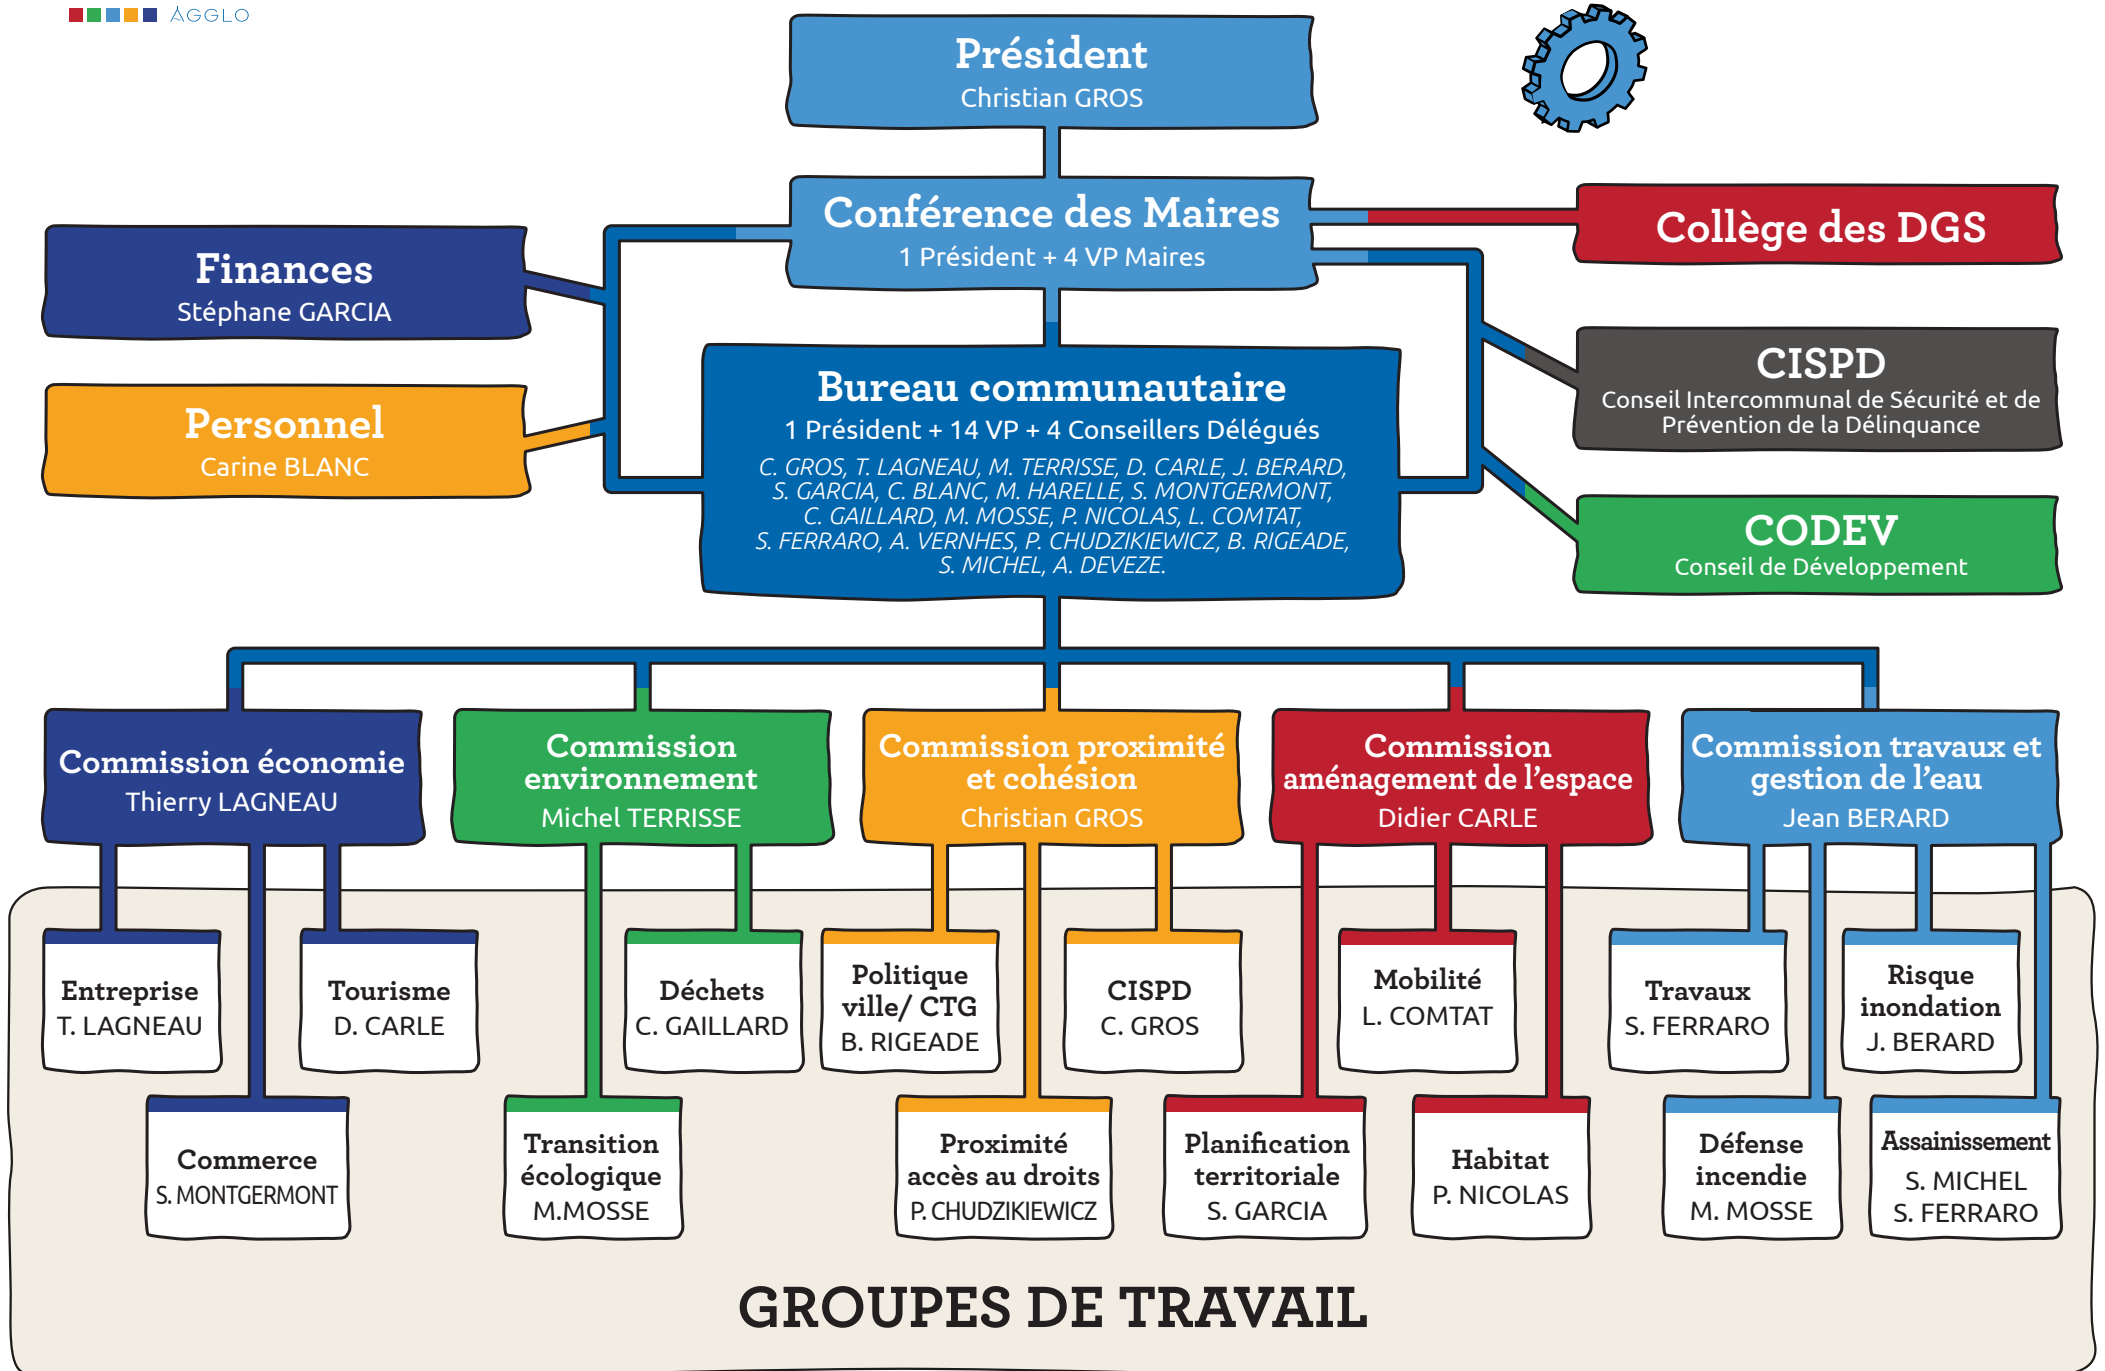 AGGLO
Président
Christian GROS
Conférence des Maires
1 Président + 4 VP Maires
Collège des DGS
Finances
Stéphane GARCIA
CISPD
Conseil Intercommunal de Sécurité et de
Prévention de la Délinquance
Personnel
Carine BLANC
Bureau communautaire
1 Président + 14 VP + 4 Conseillers Délégués
C. GROS, T. LAGNEAU, M. TERRISSE, D. CARLE, J. BERARD,
S. GARCIA, C. BLANC, M. HARELLE, S. MONTGERMONT,
C. GAILLARD, M. MOSSE, P. NICOLAS, L. COMTAT,
S. FERRARO, A. VERNHES, P. CHUDZIKIEWICZ, B. RIGEADE,
S. MICHEL, A. DEVEZE.
CODEV
Conseil de Développement
Commission économie
Thierry LAGNEAU
Commission
environnement
Michel TERRISSE
Commission proximité
et cohésion
Christian GROS
Commission
aménagement de l'espace
Didier CARLE
Commission travaux et
gestion de l'eau
Jean BERARD
Entreprise
T. LAGNEAU
Tourisme
D. CARLE
Déchets
C. GAILLARD
Politique
ville/ CTG
B. RIGEADE
CISPD
C. GROS
Mobilité
L. COMTAT
Travaux
S. FERRARO
Risque
inondation
J. BERARD
Commerce
S. MONTGERMONT
Transition
écologique
M.MOSSE
Proximité
accès au droits
P. CHUDZIKIEWICZ
Planification
territoriale
S. GARCIA
Habitat
P. NICOLAS
Défense
incendie
M. MOSSE
Assainissement
S. MICHEL
S. FERRARO
GROUPES DE TRAVAIL